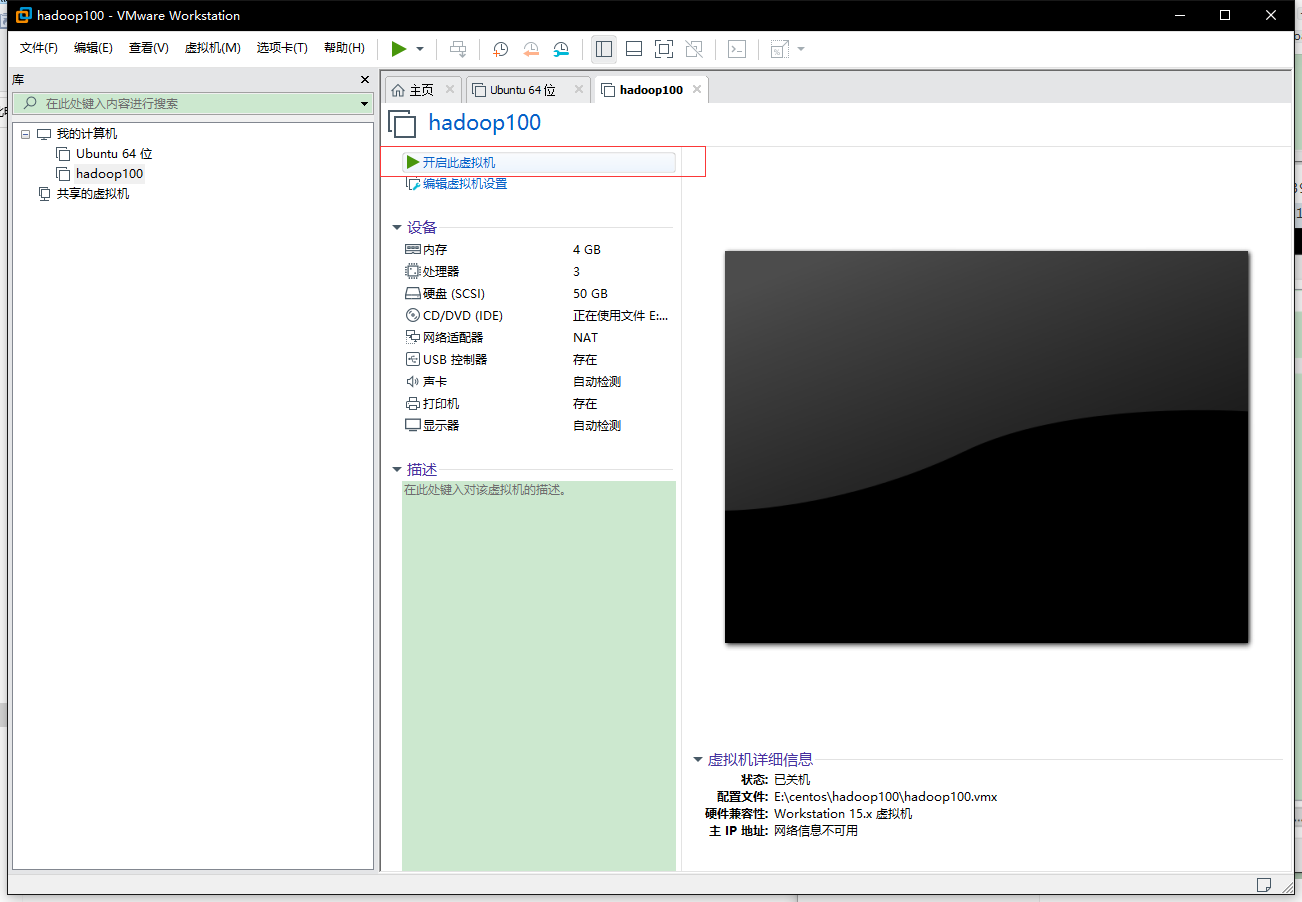 hadoop100 - VMware Workstation
文件(F) 编辑(E) 查看(V) 虚拟机(M) 选项卡(T) 帮助(H)
库
在此处键入内容进行搜索
我的计算机
Ubuntu 64 位
hadoop100
共享的虚拟机
主页 Ubuntu 64 位 hadoop100
hadoop100
开启此虚拟机
编辑虚拟机设置
设备
内存 4 GB
处理器 3
硬盘 (SCSI) 50 GB
CD/DVD (IDE) 正在使用文件 E:...
网络适配器 NAT
USB 控制器 存在
声卡 自动检测
打印机 存在
显示器 自动检测
描述
在此处键入对该虚拟机的描述。
虚拟机详细信息
状态: 已关机
配置文件: E:\centos\hadoop100\hadoop100.vmx
硬件兼容性: Workstation 15.x 虚拟机
主 IP 地址: 网络信息不可用